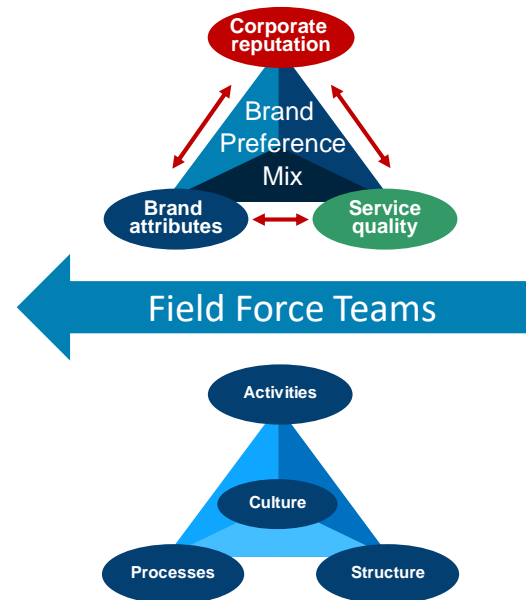 Corporate
reputation
Brand
Preference
Mix
Brand
attributes
Service
quality
Field Force Teams
Activities
Culture
Processes
Structure